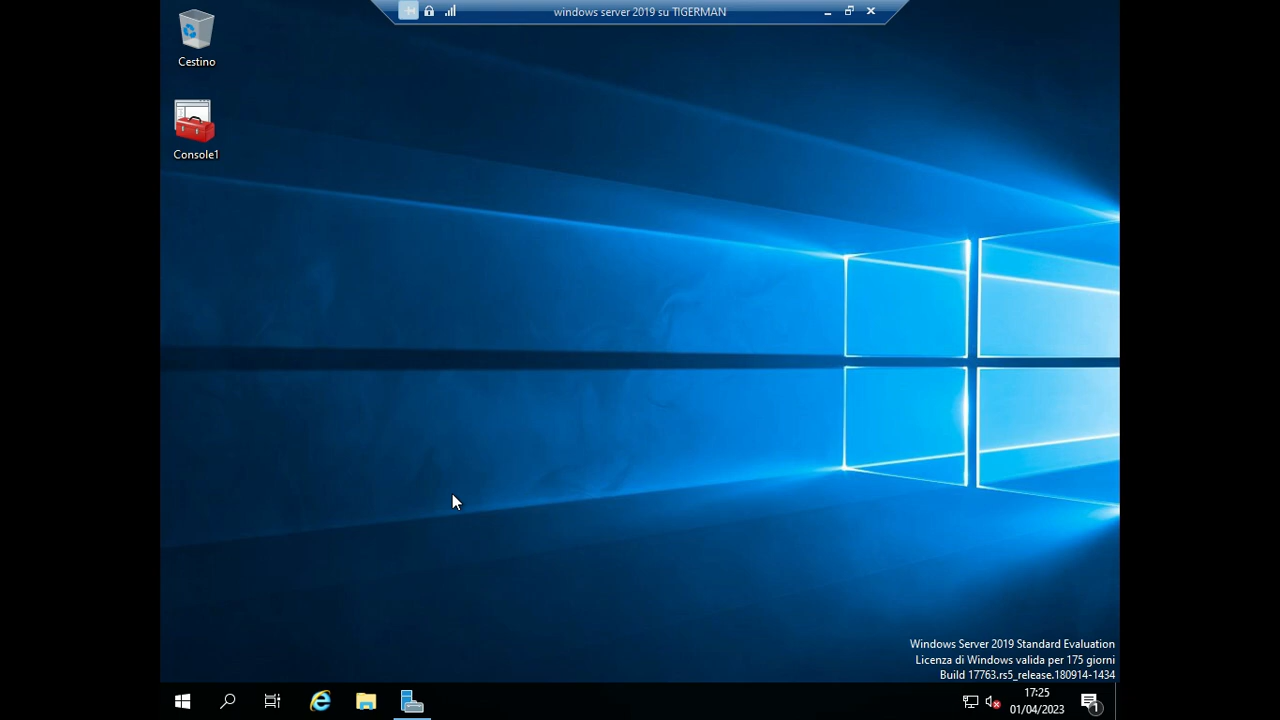 windows server 2019 su TIGERMAN
Cestino
Console1
Windows Server 2019 Standard Evaluation
Licenza di Windows valida per 175 giorni
Build 17763.rs5_release.180914-1434
17:25
01/04/2023
1